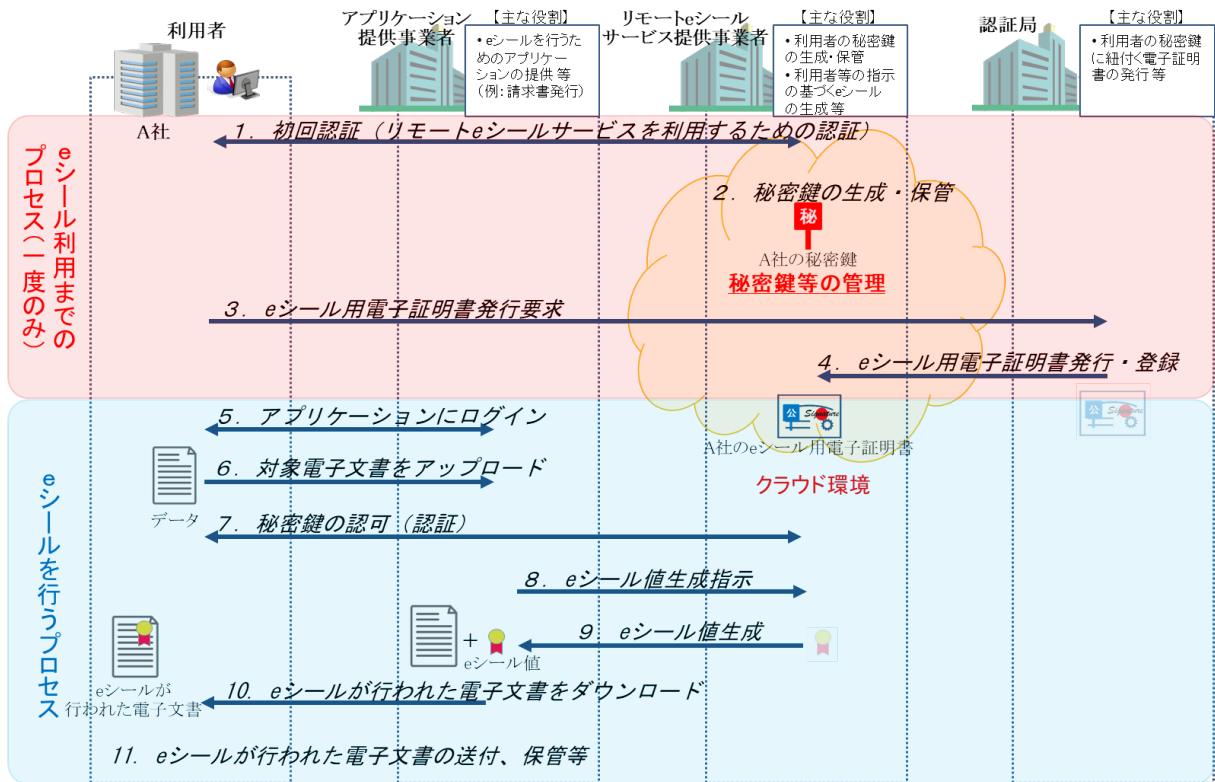 利用者
A社
アプリケーション
提供事業者
【主な役割】
・eシールを行うた
めのアプリケー
ションの提供 等
(例：請求書発行)
リモートeシール
サービス提供事業者
【主な役割】
・利用者の秘密鍵
の生成・保管
・利用者等の指示
の基づくeシール
の生成 等
認証局
【主な役割】
・利用者の秘密鍵
に紐付く電子証明
書の発行 等
eシール利用までの
プロセス(一度のみ)
1. 初回認証（リモートeシールサービスを利用するための認証）
2. 秘密鍵の生成・保管
秘
A社の秘密鍵
秘密鍵等の管理
3. eシール用電子証明書発行要求
4. eシール用電子証明書発行・登録
eシールを行うプロセス
5. アプリケーションにログイン
公
Signature
公
Signature
A社のeシール用電子証明書
クラウド環境
6. 対象電子文書をアップロード
データ
7. 秘密鍵の認可（認証）
8. eシール値生成指示
9. eシール値生成
+
eシール値
10. eシールが行われた電子文書をダウンロード
eシールが
行われた電子文書
11. eシールが行われた電子文書の送付、保管等